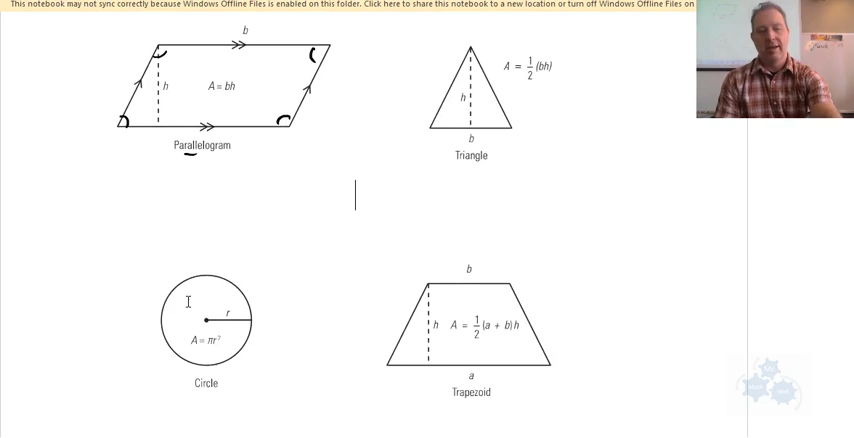 This notebook may not sync correctly because Windows Offline Files is enabled on this folder. Click here to share this notebook to a new location or turn off Windows Offline Files on
b
h
A = bh
Parallelogram
A = 1/2 (bh)
h
b
Triangle
r
A = πr²
Circle
b
h A = 1/2 (a + b) h
a
Trapezoid